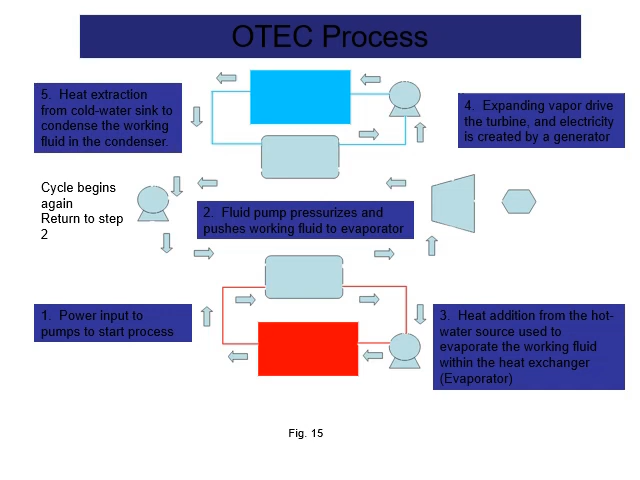 OTEC Process
5.  Heat extraction
from cold-water sink to
condense the working
fluid in the condenser.
4.  Expanding vapor drive
the turbine, and electricity
is created by a generator
Cycle begins
again
Return to step
2
2.  Fluid pump pressurizes and
pushes working fluid to evaporator
1.  Power input to
pumps to start process
3.  Heat addition from the hot-
water source used to
evaporate the working fluid
within the heat exchanger
(Evaporator)
Fig. 15